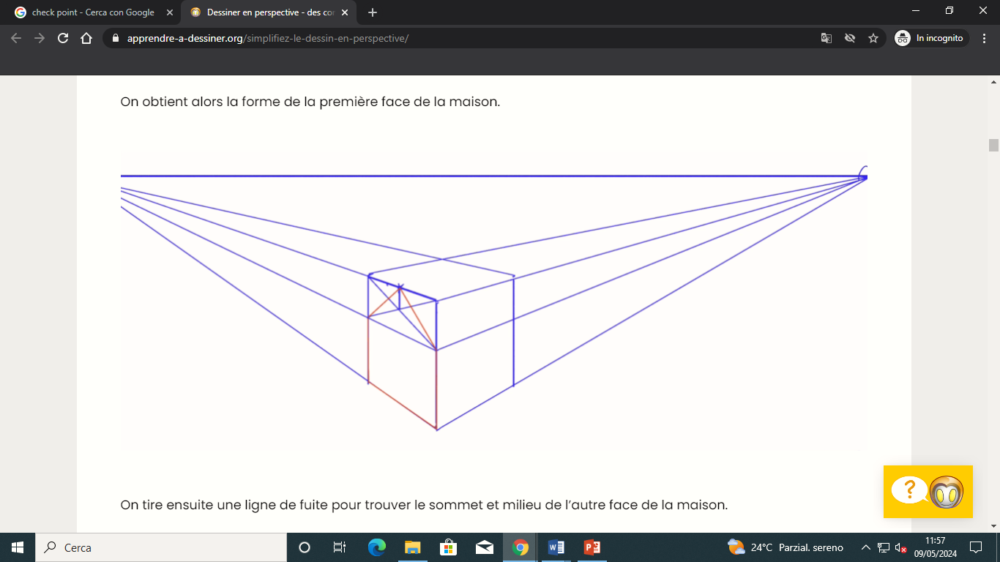 check point - Cerca con Google
Dessiner en perspective - des co
apprendre-a-dessiner.org/simplifiez-le-dessin-en-perspective/
In incognito
On obtient alors la forme de la première face de la maison.
On tire ensuite une ligne de fuite pour trouver le sommet et milieu de l’autre face de la maison.
?
Cerca
24°C Parzial. sereno
11:57
09/05/2024